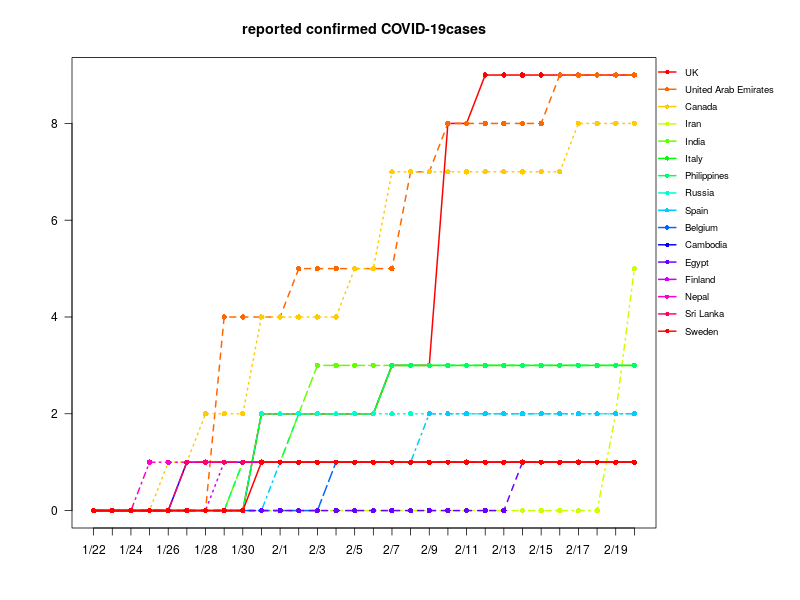 reported confirmed COVID-19cases
8
6
4
2
0
1/22 1/24 1/26 1/28 1/30 2/1 2/3 2/5 2/7 2/9 2/11 2/13 2/15 2/17 2/19
UK
United Arab Emirates
Canada
Iran
India
Italy
Philippines
Russia
Spain
Belgium
Cambodia
Egypt
Finland
Nepal
Sri Lanka
Sweden